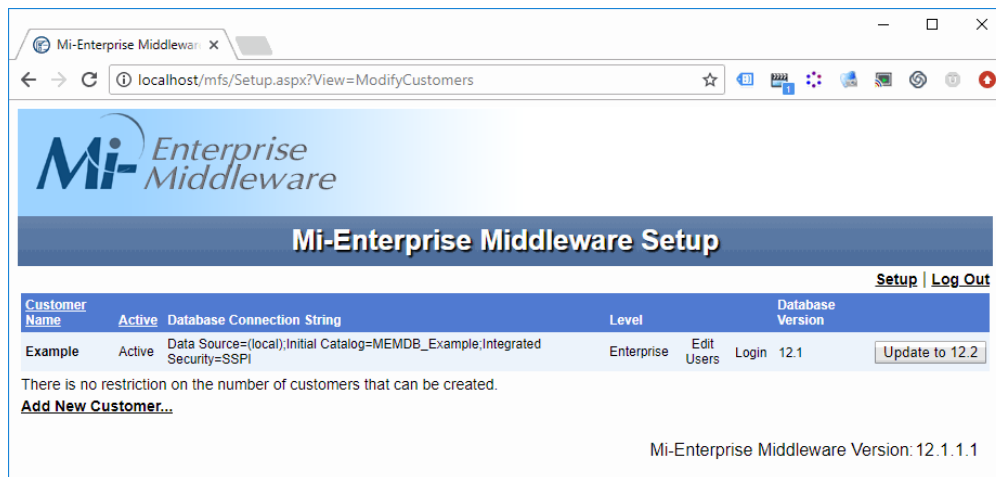 Mi-Enterprise Middlewar
localhost/mfs/Setup.aspx?View=ModifyCustomers
1
Mi- Enterprise
Middleware
Mi-Enterprise Middleware Setup
Setup | Log Out
Customer
Name Active Database Connection String Level Database
Version
Example Active Data Source=(local);Initial Catalog=MEMDB_Example;Integrated
Security=SSPI Enterprise Edit
Users Login 12.1 Update to 12.2
There is no restriction on the number of customers that can be created.
Add New Customer...
Mi-Enterprise Middleware Version:12.1.1.1